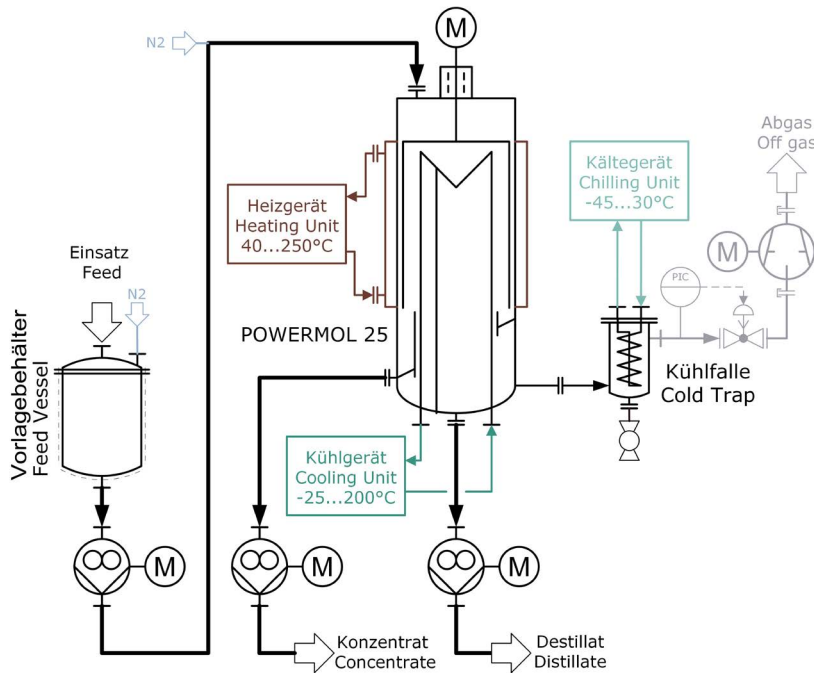 N2
M
Abgas
Off gas
Kältegerät
Chilling Unit
-45...30°C
Heizgerät
Heating Unit
40...250°C
M
PIC
Einsatz
Feed
N2
POWERMOL 25
Vorlagebehälter
Feed Vessel
Kühlfalle
Cold Trap
Kühlgerät
Cooling Unit
-25...200°C
M
M
M
Konzentrat
Concentrate
Destillat
Distillate